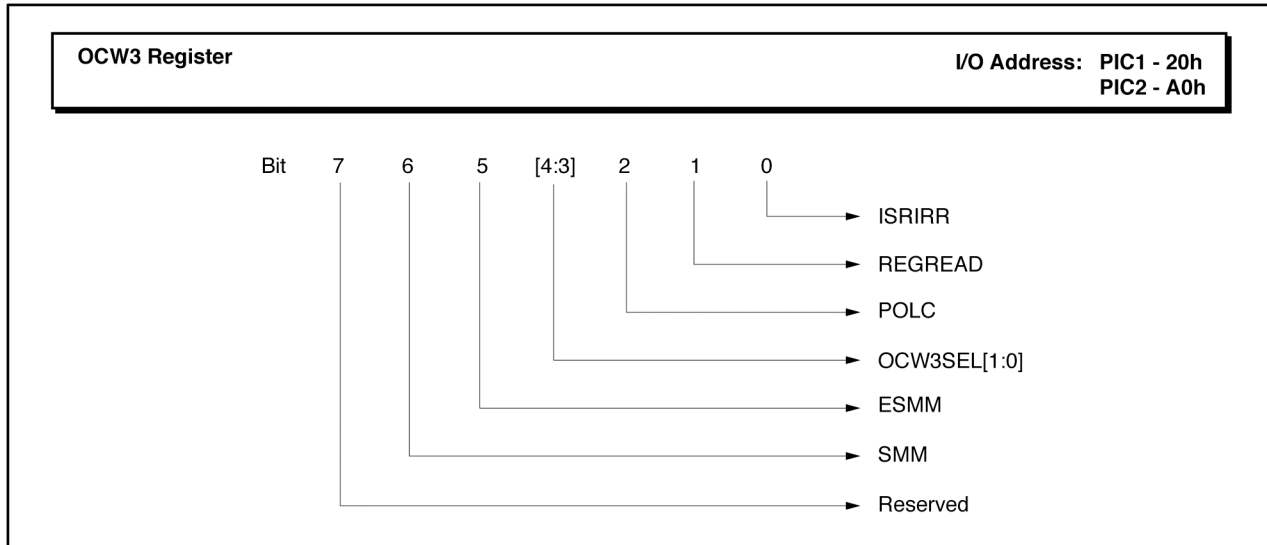 OCW3 Register
I/O Address: PIC1 - 20h
PIC2 - A0h
Bit 7 6 5 [4:3] 2 1 0
ISRIRR
REGREAD
POLC
OCW3SEL[1:0]
ESMM
SMM
Reserved